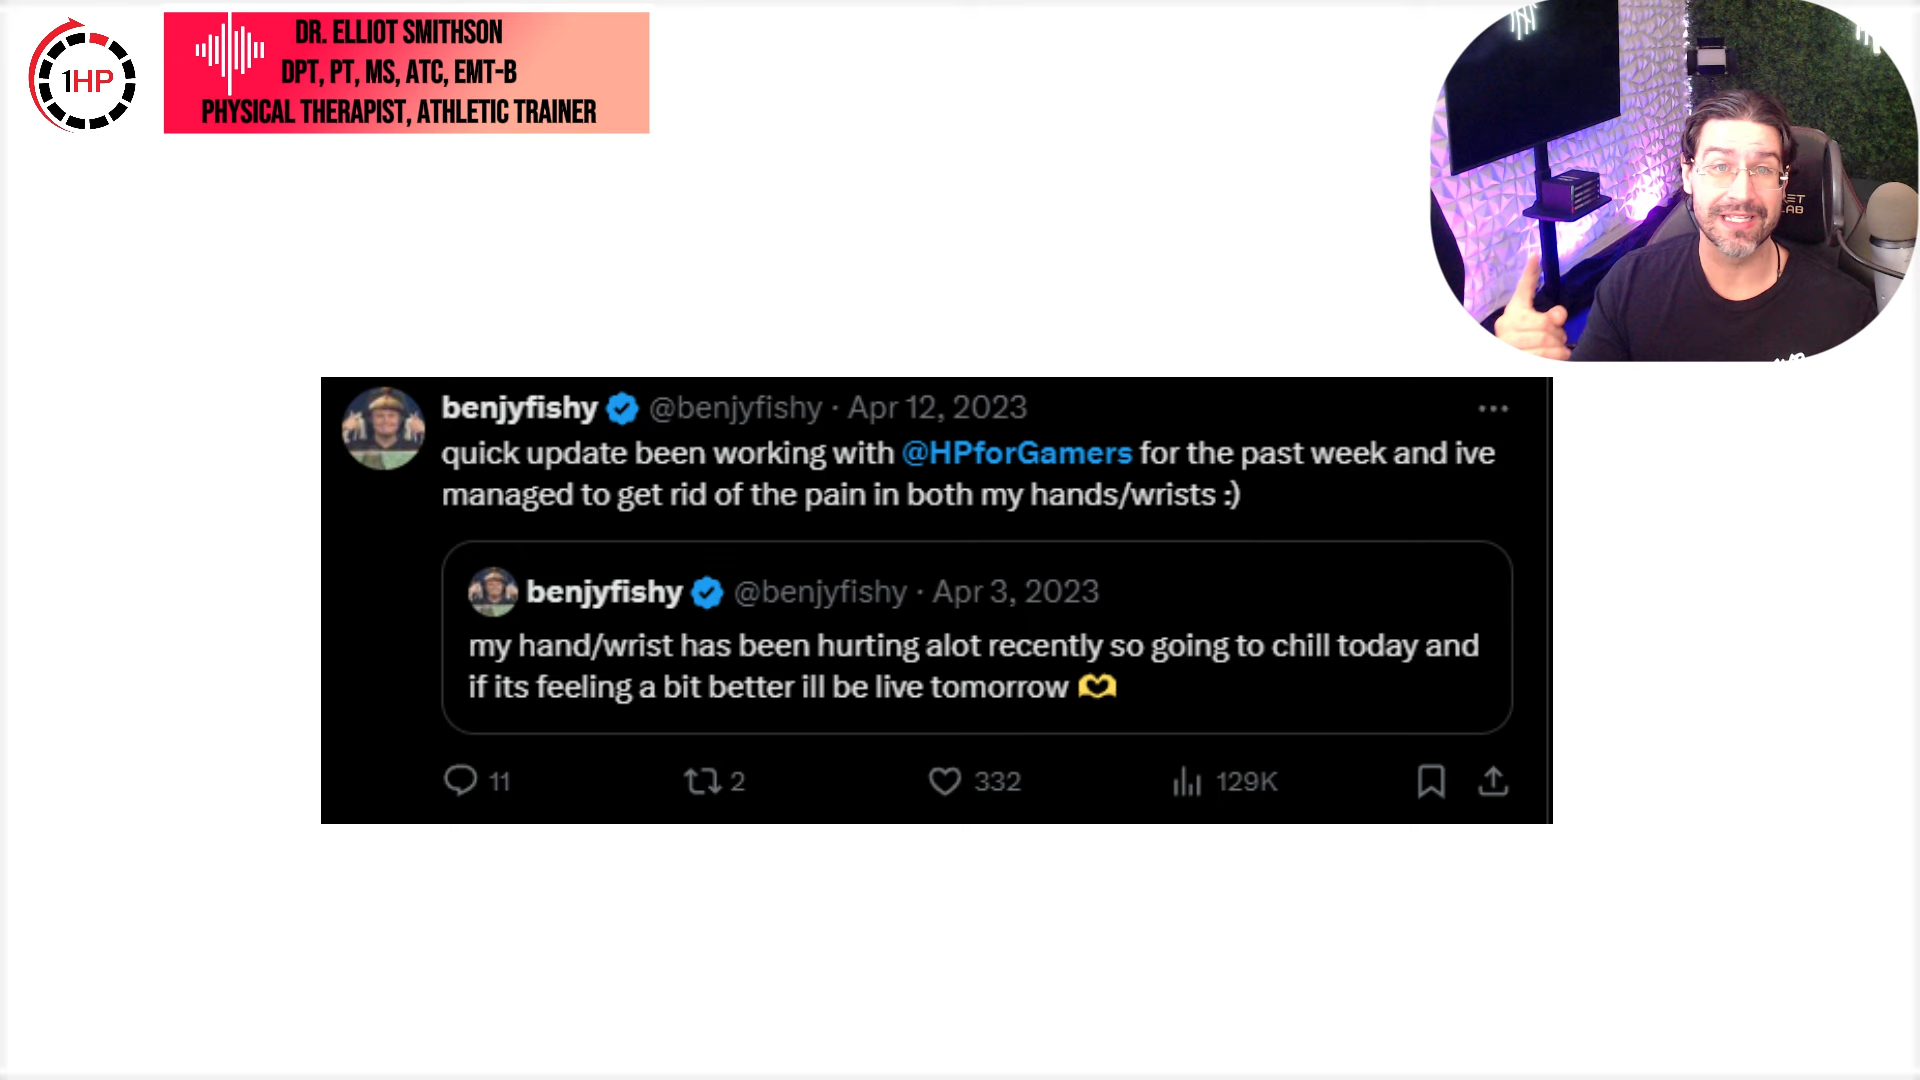 1HP
DR. ELLIOT SMITHSON
DPT, PT, MS, ATC, EMT-B
PHYSICAL THERAPIST, ATHLETIC TRAINER
benjyfishy @benjyfishy · Apr 12, 2023
quick update been working with @HPforGamers for the past week and ive
managed to get rid of the pain in both my hands/wrists :)
benjyfishy @benjyfishy · Apr 3, 2023
my hand/wrist has been hurting alot recently so going to chill today and
if its feeling a bit better ill be live tomorrow 🫶
11 2 332 129K